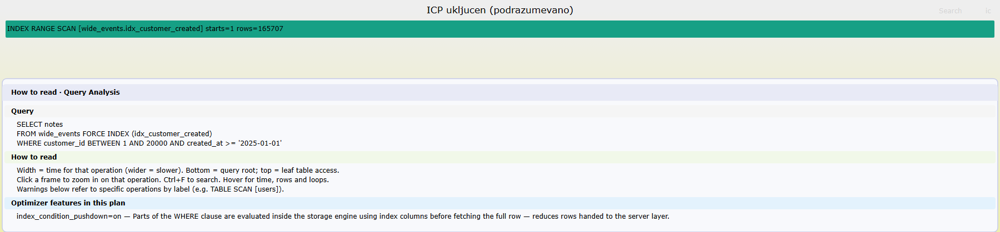 ICP ukljucen (podrazumevano)
Search
ic
INDEX RANGE SCAN [wide_events.idx_customer_created] starts=1 rows=165707
How to read · Query Analysis
Query
SELECT notes
FROM wide_events FORCE INDEX (idx_customer_created)
WHERE customer_id BETWEEN 1 AND 20000 AND created_at >= '2025-01-01'
How to read
Width = time for that operation (wider = slower). Bottom = query root; top = leaf table access.
Click a frame to zoom in on that operation. Ctrl+F to search. Hover for time, rows and loops.
Warnings below refer to specific operations by label (e.g. TABLE SCAN [users]).
Optimizer features in this plan
index_condition_pushdown=on — Parts of the WHERE clause are evaluated inside the storage engine using index columns before fetching the full row — reduces rows handed to the server layer.